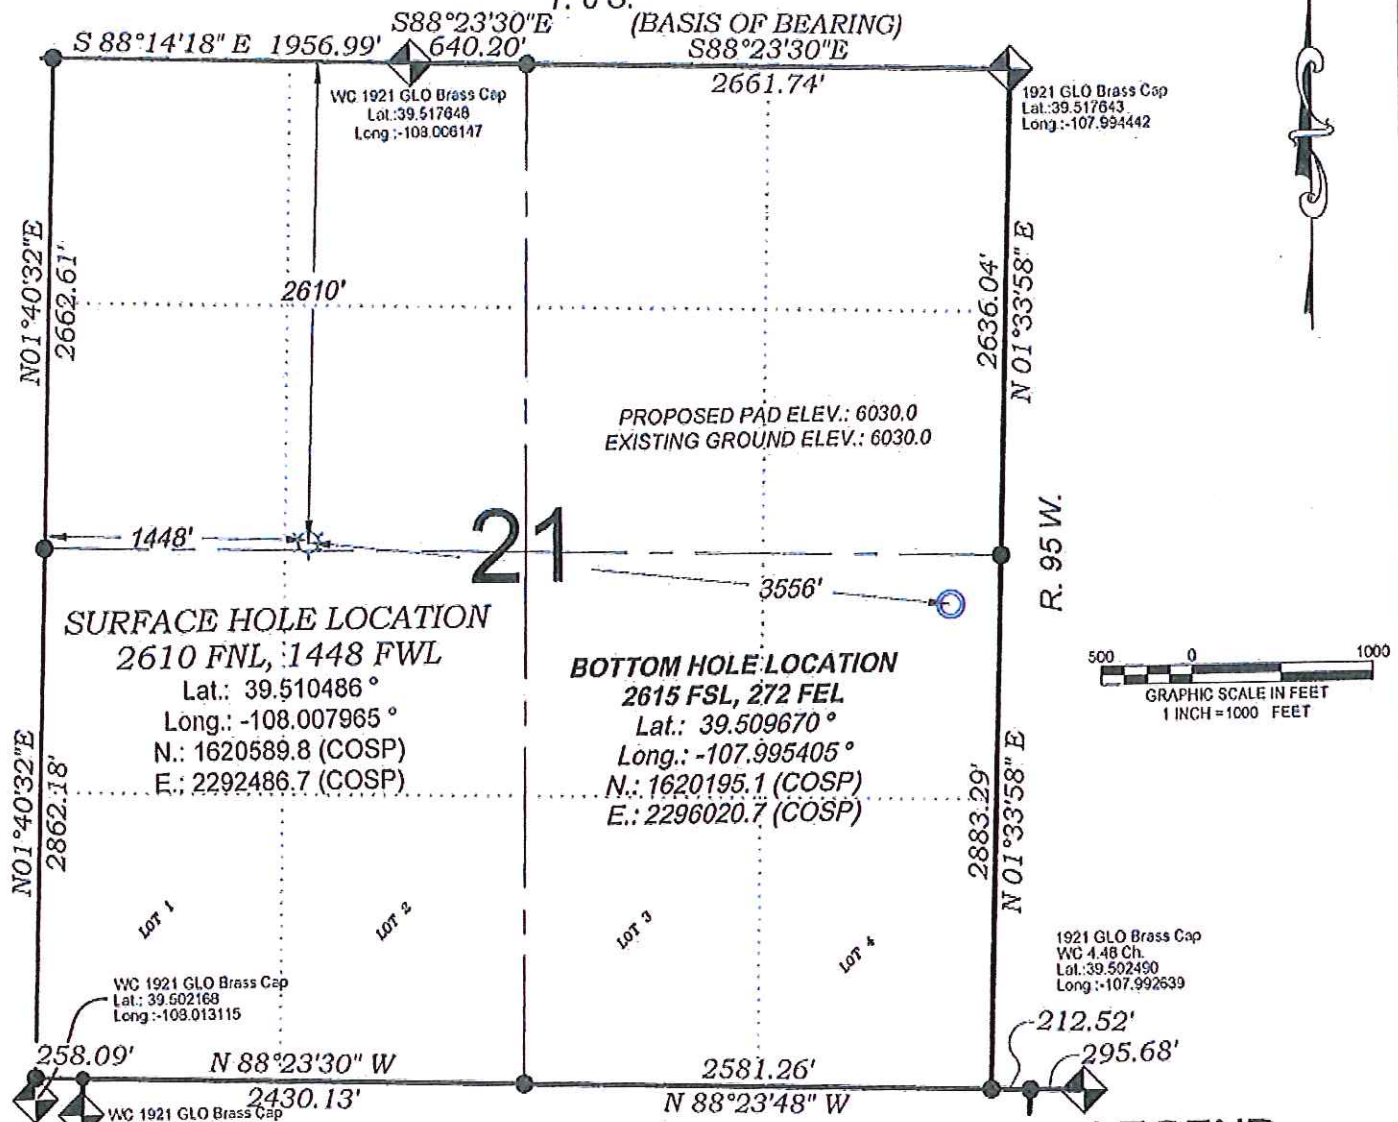 S88°23'30"E (BASIS OF BEARING)
S 88°14'18" E 1956.99' 640.20' S88°23'30"E
2661.74'
WC 1921 GLO Brass Cap
Lat.:39.517648
Long.:-108.006147
1921 GLO Brass Cap
Lat.:39.517643
Long.:-107.994442
N01°40'32"E
2662.61'
2610'
2636.04'
N 01°33'58" E
PROPOSED PAD ELEV.: 6030.0
EXISTING GROUND ELEV.: 6030.0
1448'
21
3556'
R. 95 W.
SURFACE HOLE LOCATION
2610 FNL, 1448 FWL
Lat.: 39.510486 °
Long.: -108.007965 °
N.: 1620589.8 (COSP)
E.: 2292486.7 (COSP)
BOTTOM HOLE LOCATION
2615 FSL, 272 FEL
Lat.: 39.509670 °
Long.: -107.995405 °
N.: 1620195.1 (COSP)
E.: 2296020.7 (COSP)
500 0 1000
GRAPHIC SCALE IN FEET
1 INCH = 1000 FEET
N01°40'32"E
2862.18'
2883.29'
N 01°33'58" E
LOT 1
LOT 2
LOT 3
LOT 4
1921 GLO Brass Cap
WC 4.48 Ch.
Lat.:39.502490
Long.:-107.992639
WC 1921 GLO Brass Cap
Lat.: 39.502168
Long.:-108.013115
212.52'
295.68'
258.09'
N 88°23'30" W
2430.13'
2581.26'
N 88°23'48" W
WC 1921 GLO Brass Cap